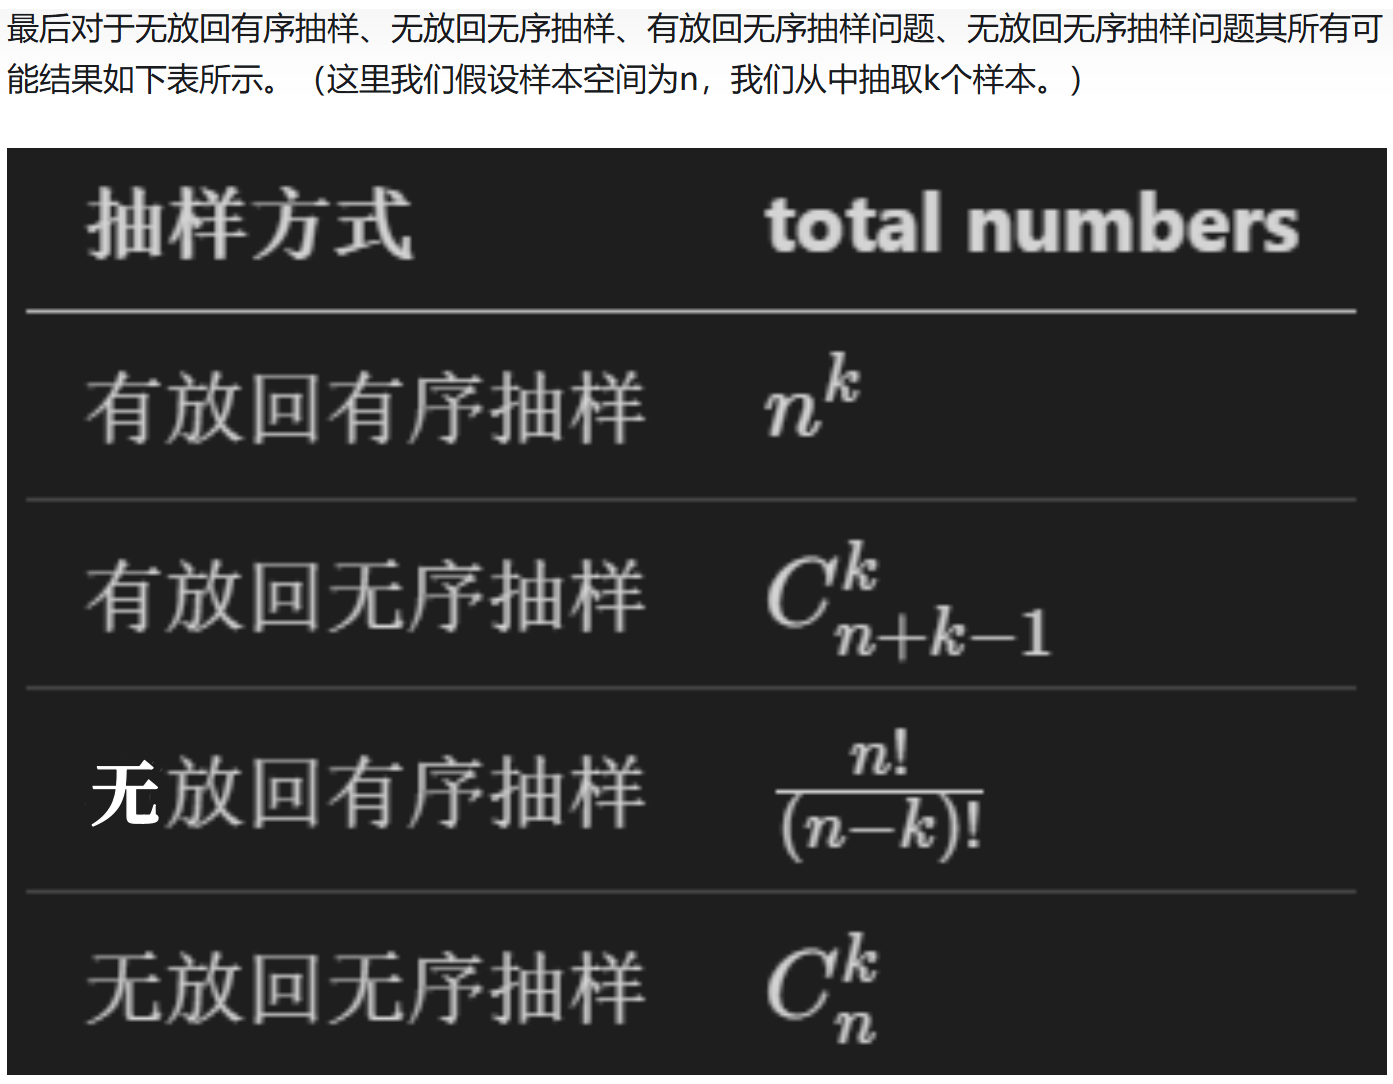 最后对于无放回有序抽样、无放回无序抽样、有放回无序抽样问题、无放回无序抽样问题其所有可
能结果如下表所示。（这里我们假设样本空间为n，我们从中抽取k个样本。）
抽样方式 total numbers
有放回有序抽样 n^k
有放回无序抽样 C_{n+k-1}^k
无放回有序抽样 \frac{n!}{(n-k)!}
无放回无序抽样 C_n^k